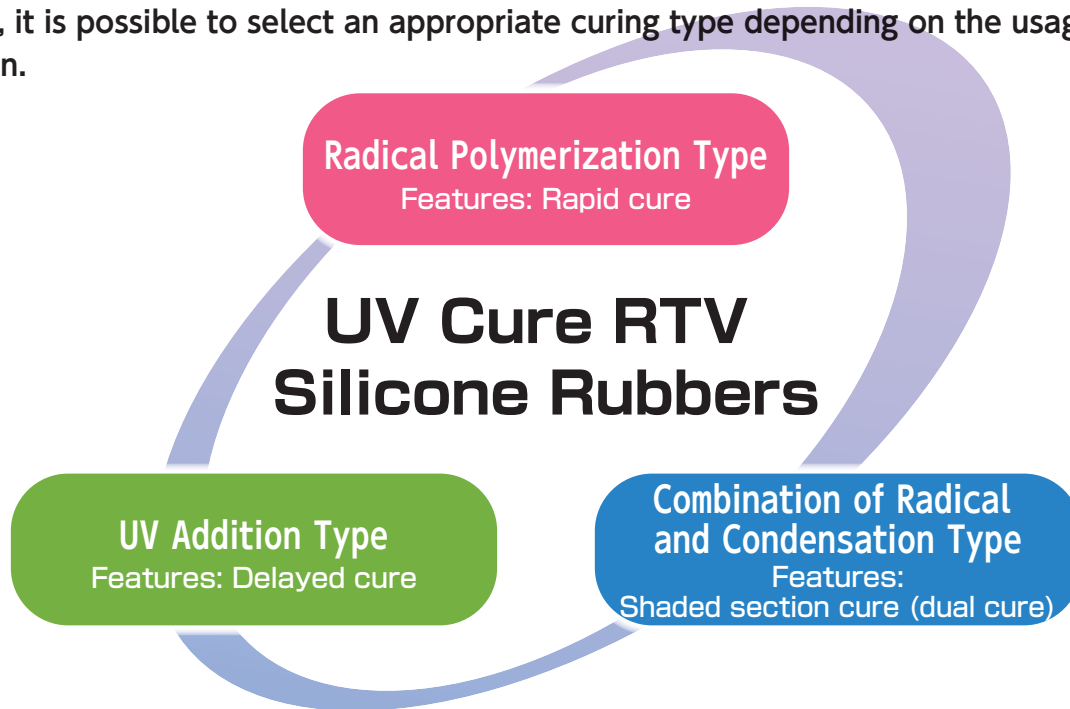 , it is possible to select an appropriate curing type depending on the usag
n.
Radical Polymerization Type
Features: Rapid cure
UV Cure RTV
Silicone Rubbers
UV Addition Type
Features: Delayed cure
Combination of Radical
and Condensation Type
Features:
Shaded section cure (dual cure)